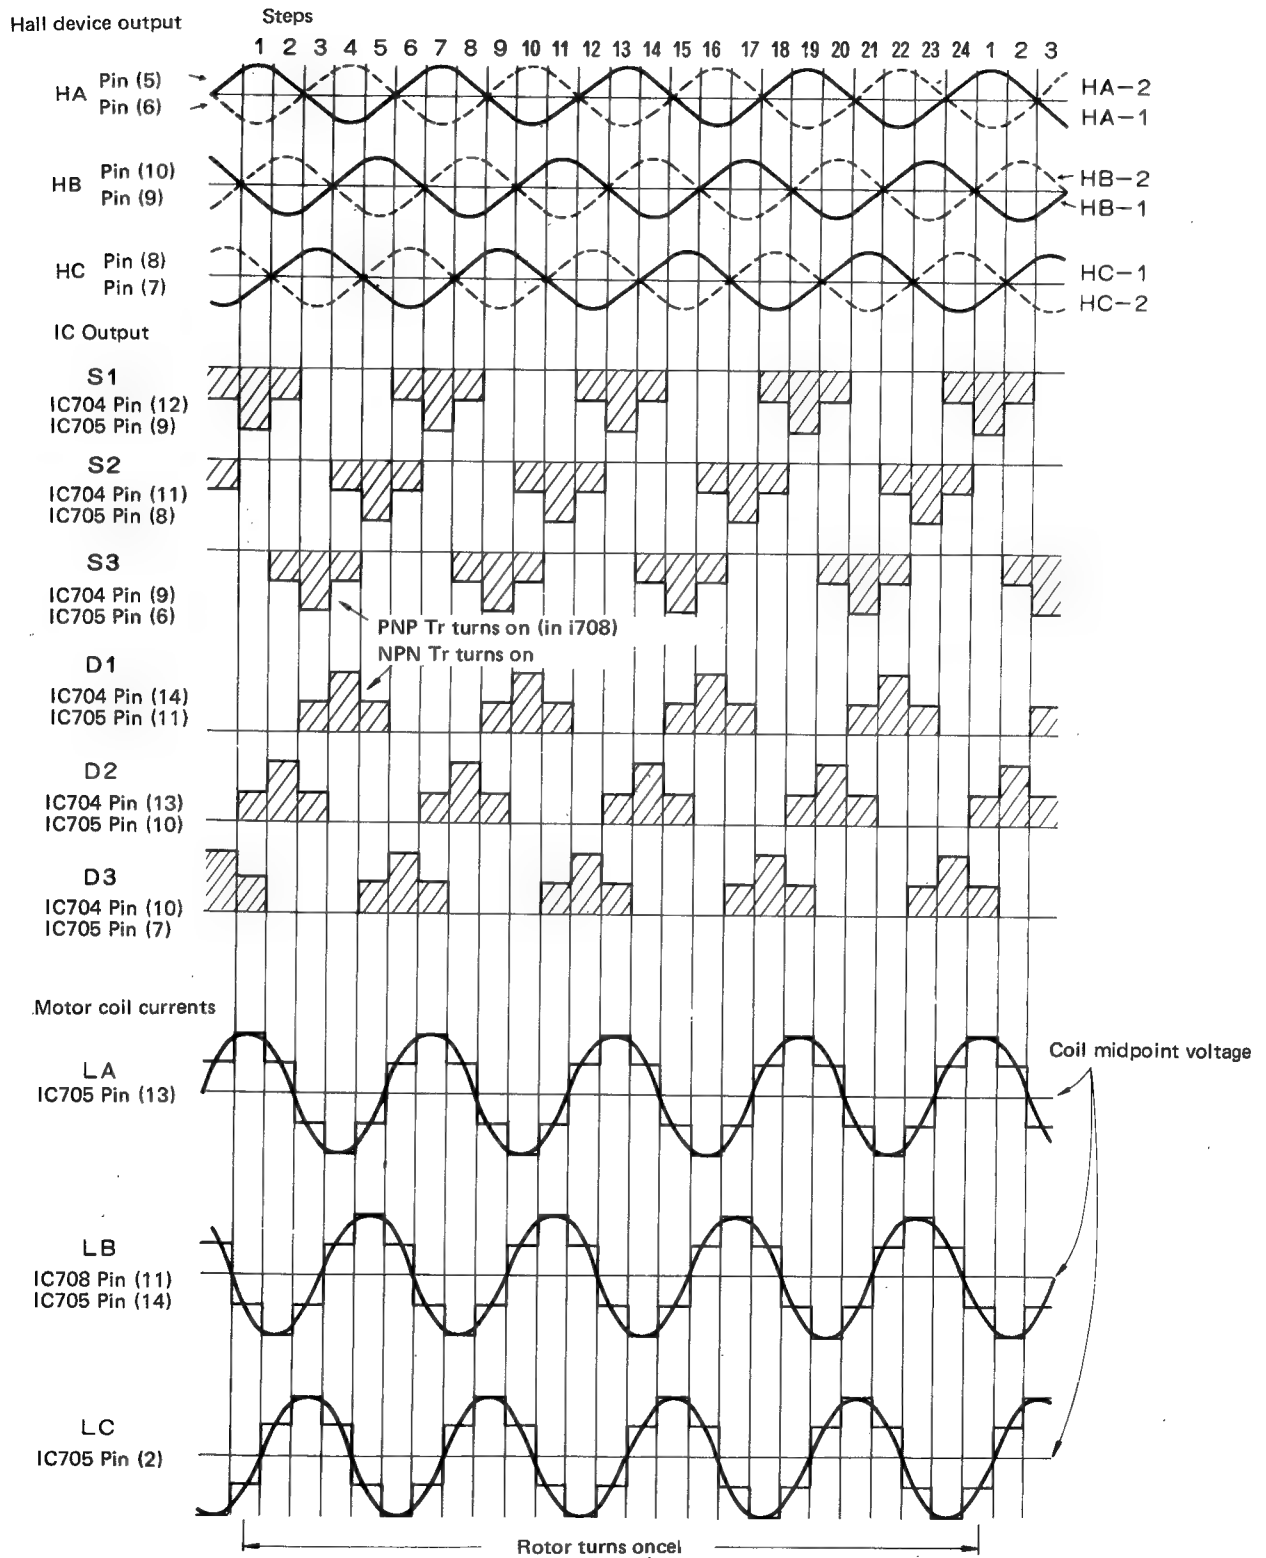 Hall device output
Steps
1 2 3 4 5 6 7 8 9 10 11 12 13 14 15 16 17 18 19 20 21 22 23 24 1 2 3
HA Pin (5)
Pin (6)
HA-2
HA-1
HB Pin (10)
Pin (9)
HB-2
HB-1
HC Pin (8)
Pin (7)
HC-1
HC-2
IC Output
S1
IC704 Pin (12)
IC705 Pin (9)
S2
IC704 Pin (11)
IC705 Pin (8)
S3
IC704 Pin (9)
IC705 Pin (6)
PNP Tr turns on (in i708)
NPN Tr turns on
D1
IC704 Pin (14)
IC705 Pin (11)
D2
IC704 Pin (13)
IC705 Pin (10)
D3
IC704 Pin (10)
IC705 Pin (7)
Motor coil currents
Coil midpoint voltage
LA
IC705 Pin (13)
LB
IC708 Pin (11)
IC705 Pin (14)
LC
IC705 Pin (2)
Rotor turns oncel